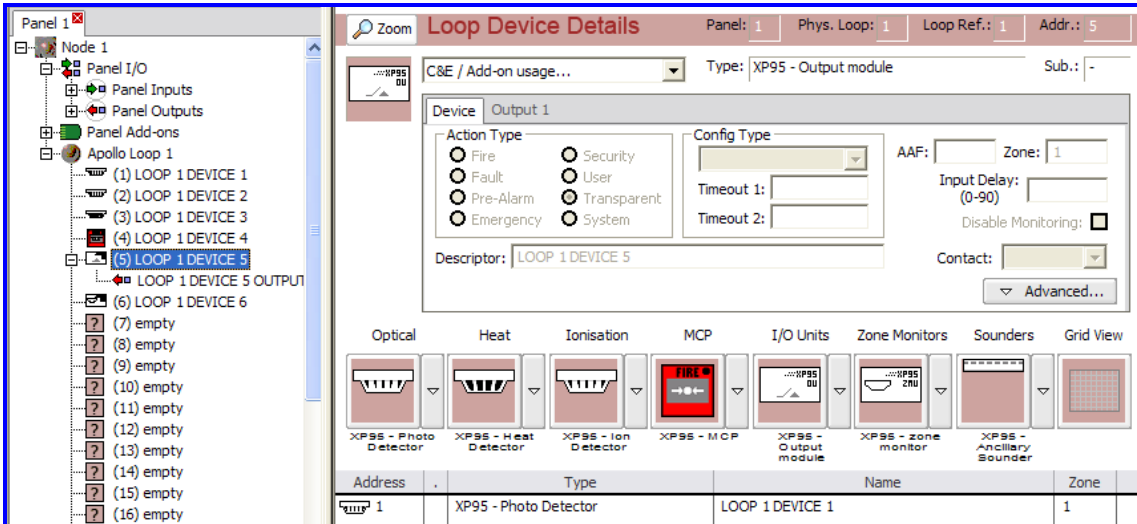 Panel 1
Node 1
Panel I/O
Panel Inputs
Panel Outputs
Panel Add-ons
Apollo Loop 1
(1) LOOP 1 DEVICE 1
(2) LOOP 1 DEVICE 2
(3) LOOP 1 DEVICE 3
(4) LOOP 1 DEVICE 4
(5) LOOP 1 DEVICE 5
LOOP 1 DEVICE 5 OUTPUT
(6) LOOP 1 DEVICE 6
(7) empty
(8) empty
(9) empty
(10) empty
(11) empty
(12) empty
(13) empty
(14) empty
(15) empty
(16) empty
Zoom Loop Device Details Panel: 1 Phys. Loop: 1 Loop Ref.: 1 Addr.: 5
XP95 OU
C&E / Add-on usage... Type: XP95 - Output module Sub.: -
Device Output 1
Action Type
Fire Security
Fault User
Pre-Alarm Transparent
Emergency System
Config Type
Timeout 1:
Timeout 2:
AAF: Zone: 1
Input Delay:
(0-90)
Disable Monitoring:
Descriptor: LOOP 1 DEVICE 5 Contact:
Advanced...
Optical Heat Ionisation MCP I/O Units Zone Monitors Sounders Grid View
FIRE XP95 OU XP95 ZMU
XP95 - Photo Detector
XP95 - Heat Detector
XP95 - Ion Detector
XP95 - MCP
XP95 - Output module
XP95 - zone monitor
XP95 - Ancillary Sounder
Address . Type Name Zone
1 XP95 - Photo Detector LOOP 1 DEVICE 1 1